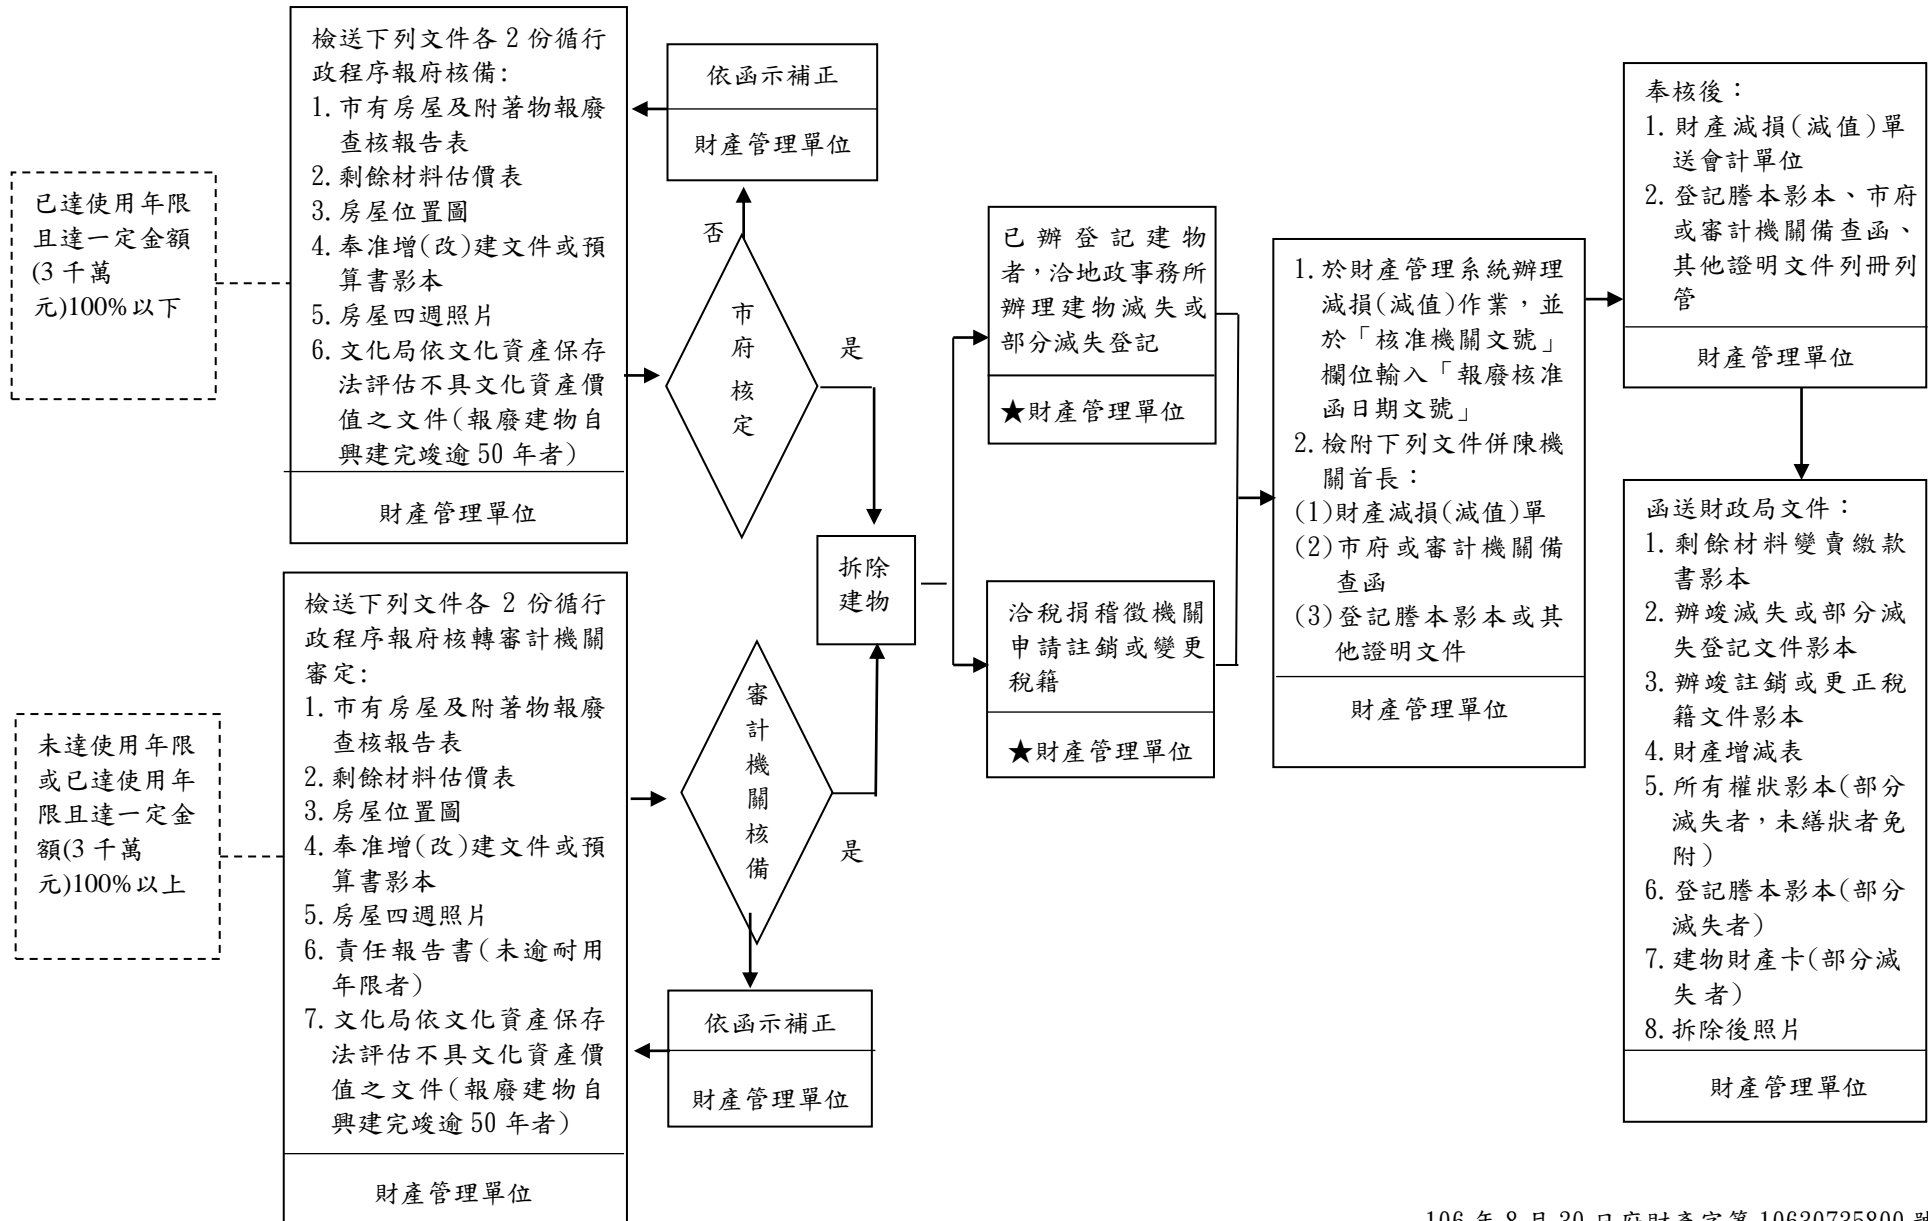 已達使用年限
且達一定金額
(3 千萬
元)100%以下
檢送下列文件各 2 份循行
政程序報府核備:
1.市有房屋及附著物報廢
查核報告表
2.剩餘材料估價表
3.房屋位置圖
4.奉准增(改)建文件或預
算書影本
5.房屋四週照片
6.文化局依文化資產保存
法評估不具文化資產價
值之文件(報廢建物自
興建完竣逾 50 年者)
財產管理單位
依函示補正
財產管理單位
否
市
府
核
定
是
未達使用年限
或已達使用年
限且達一定金
額(3 千萬
元)100%以上
檢送下列文件各 2 份循行
政程序報府核轉審計機關
審定:
1.市有房屋及附著物報廢
查核報告表
2.剩餘材料估價表
3.房屋位置圖
4.奉准增(改)建文件或預
算書影本
5.房屋四週照片
6.責任報告書(未逾耐用
年限者)
7.文化局依文化資產保存
法評估不具文化資產價
值之文件(報廢建物自
興建完竣逾 50 年者)
財產管理單位
審
計
機
關
核
備
是
依函示補正
財產管理單位
拆除
建物
已辦登記建物
者，洽地政事務所
辦理建物滅失或
部分滅失登記
★財產管理單位
洽稅捐稽徵機關
申請註銷或變更
稅籍
★財產管理單位
1.於財產管理系統辦理
減損(減值)作業，並
於「核准機關文號」
欄位輸入「報廢核准
函日期文號」
2.檢附下列文件併陳機
關首長：
(1)財產減損(減值)單
(2)市府或審計機關備
查函
(3)登記謄本影本或其
他證明文件
財產管理單位
奉核後：
1.財產減損(減值)單
送會計單位
2.登記謄本影本、市府
或審計機關備查函、
其他證明文件列冊列
管
財產管理單位
函送財政局文件：
1.剩餘材料變賣繳款
書影本
2.辦竣滅失或部分滅
失登記文件影本
3.辦竣註銷或更正稅
籍文件影本
4.財產增減表
5.所有權狀影本(部分
滅失者，未繕狀者免
附)
6.登記謄本影本(部分
滅失者)
7.建物財產卡(部分滅
失者)
8.拆除後照片
財產管理單位